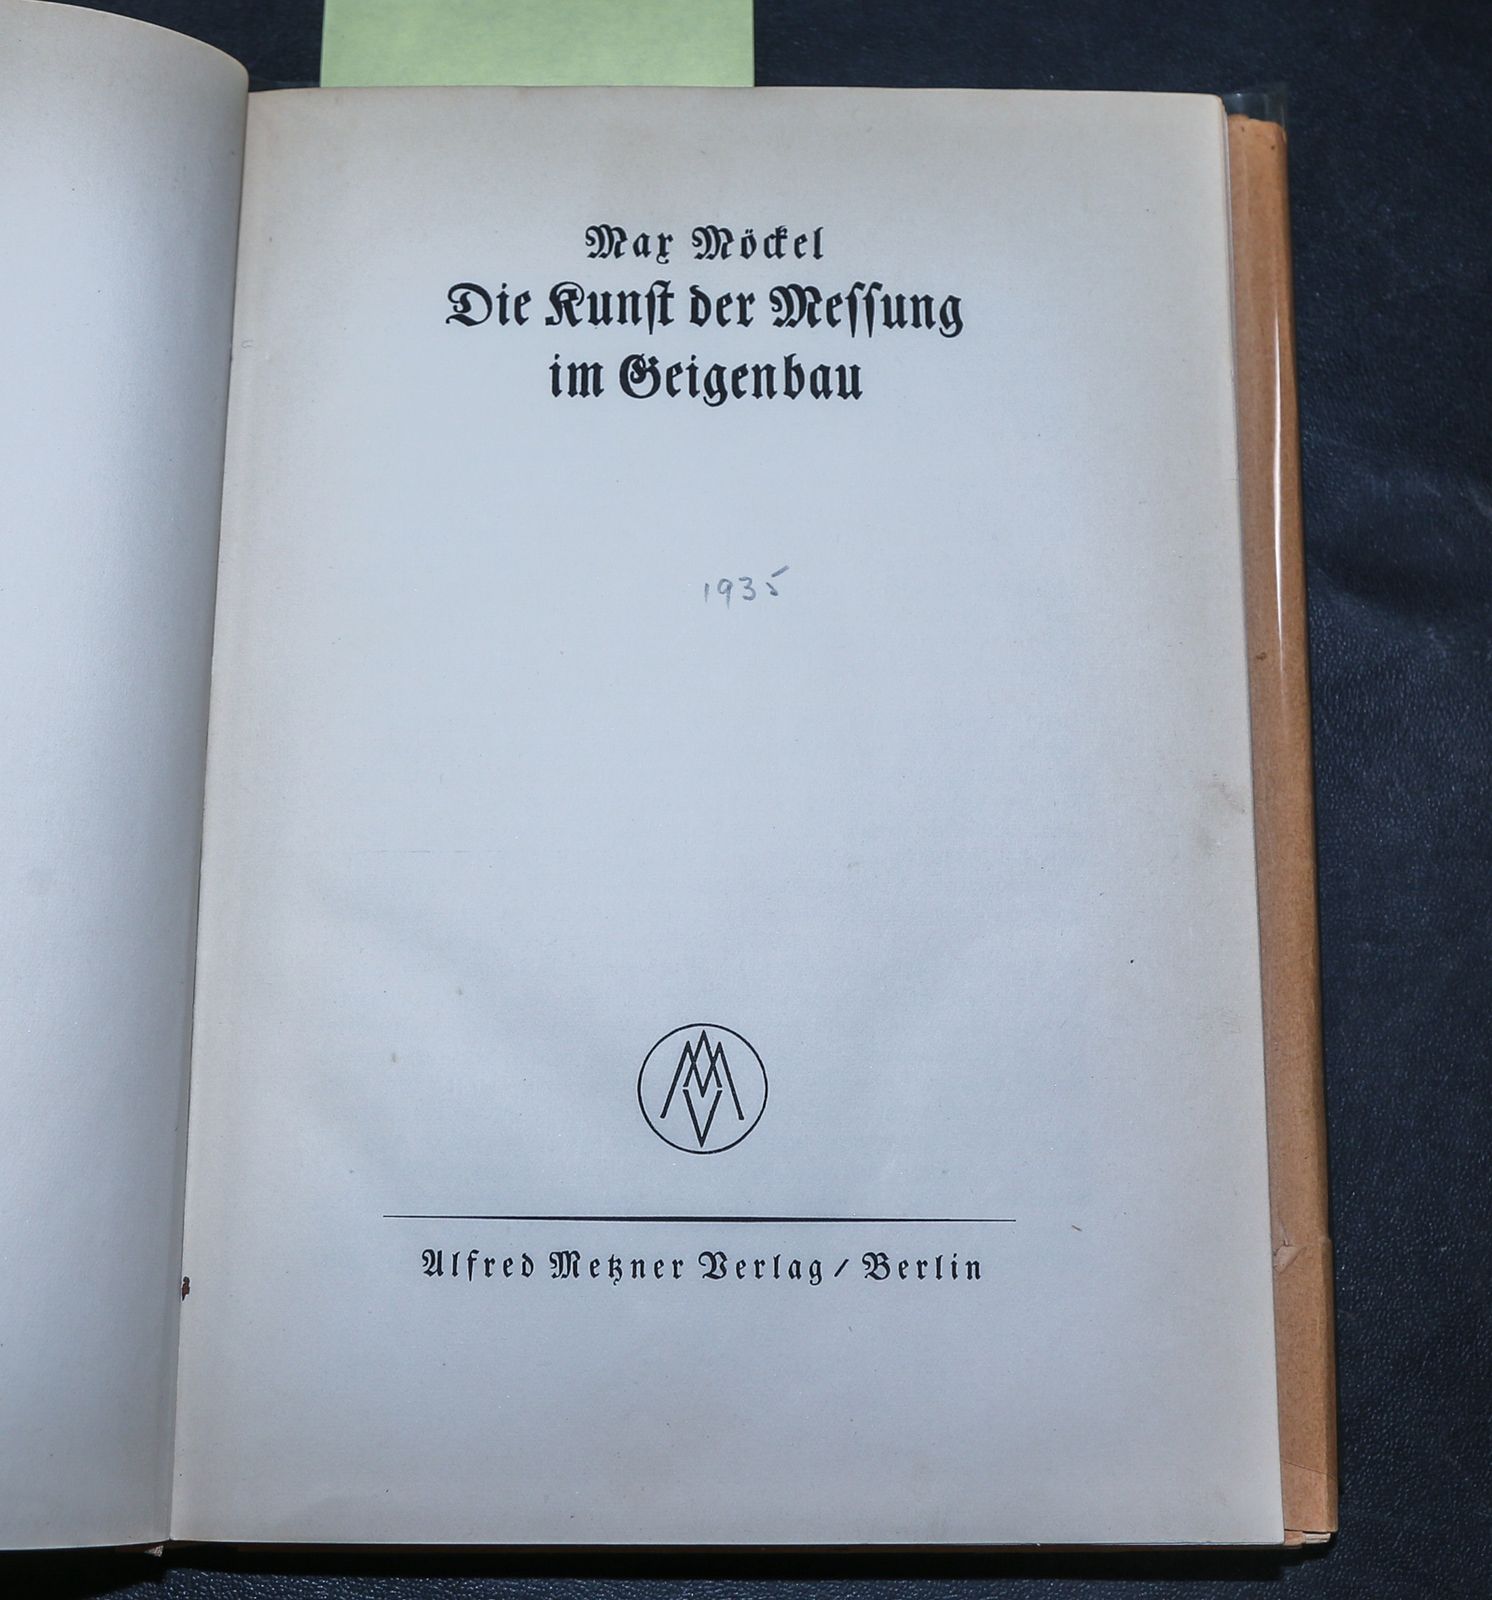 Max Möckel
Die Kunſt der Meſſung
im Geigenbau
1935
Alfred Metzner Verlag / Berlin